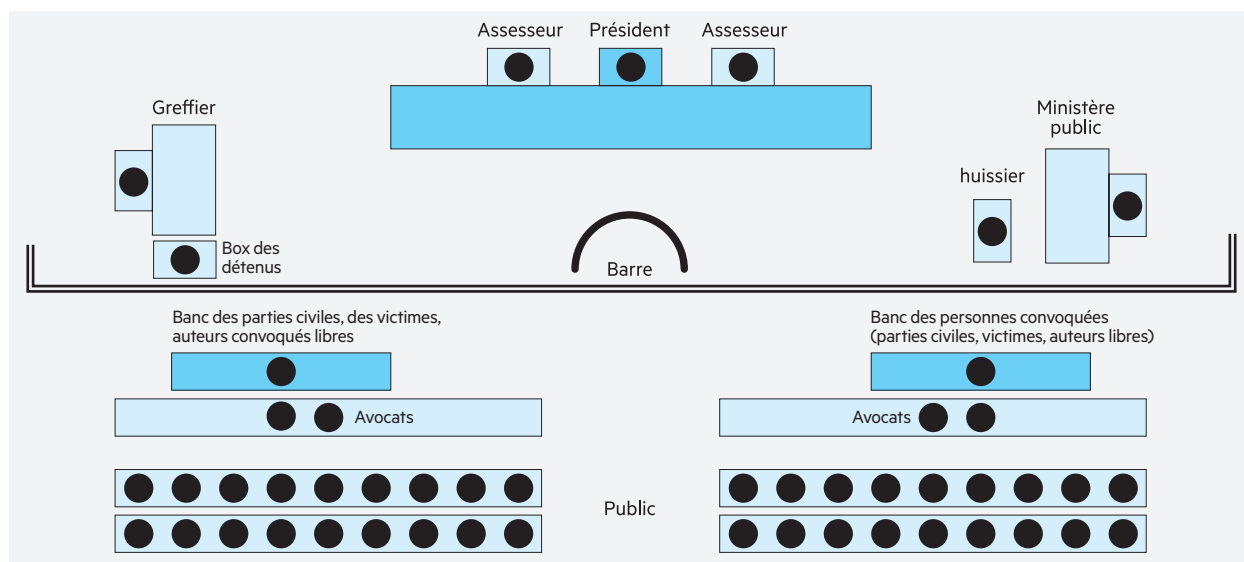 Assesseur Président Assesseur
Greffier
Ministère
public
huissier
Box des
détenus
Barre
Banc des parties civiles, des victimes,
auteurs convoqués libres
Banc des personnes convoquées
(parties civiles, victimes, auteurs libres)
Avocats
Avocats
Public